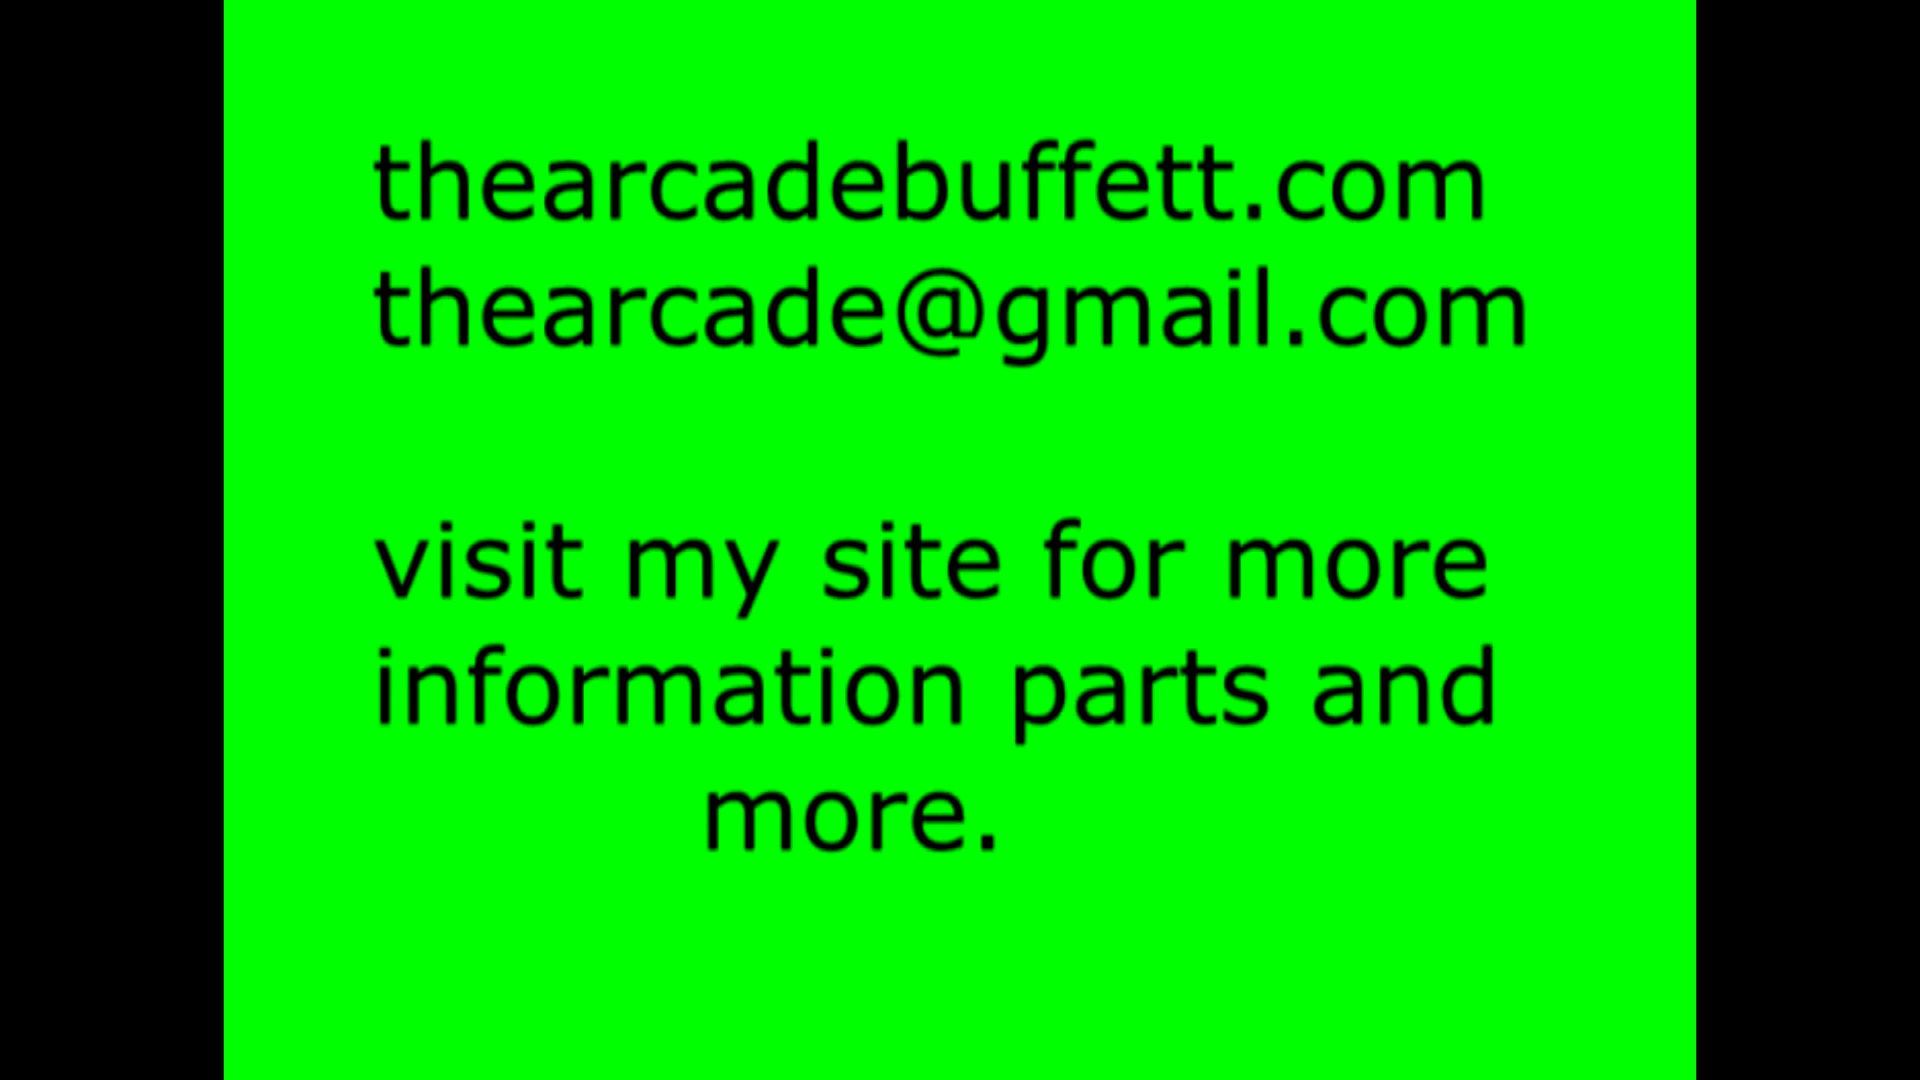 thearcadebuffett.com
thearcade@gmail.com
visit my site for more
information parts and
more.